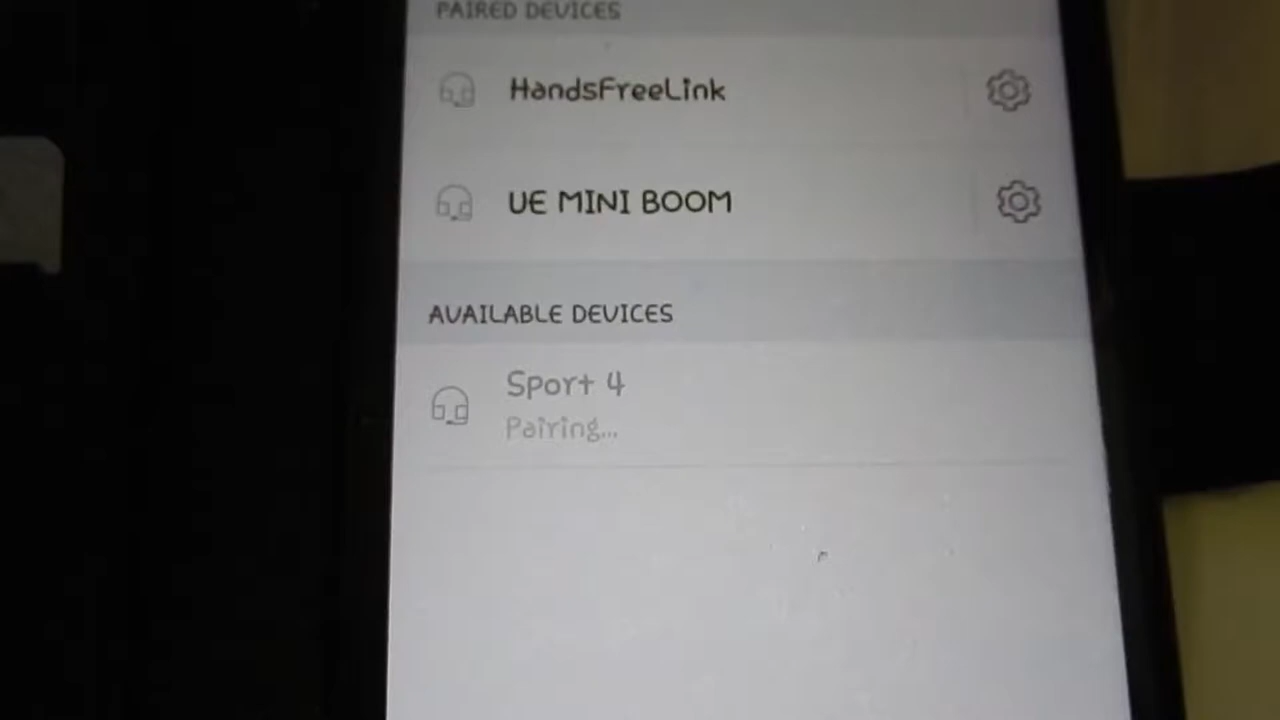 PAIRED DEVICES
HandsFreeLink
UE MINI BOOM
AVAILABLE DEVICES
Sport 4
Pairing...